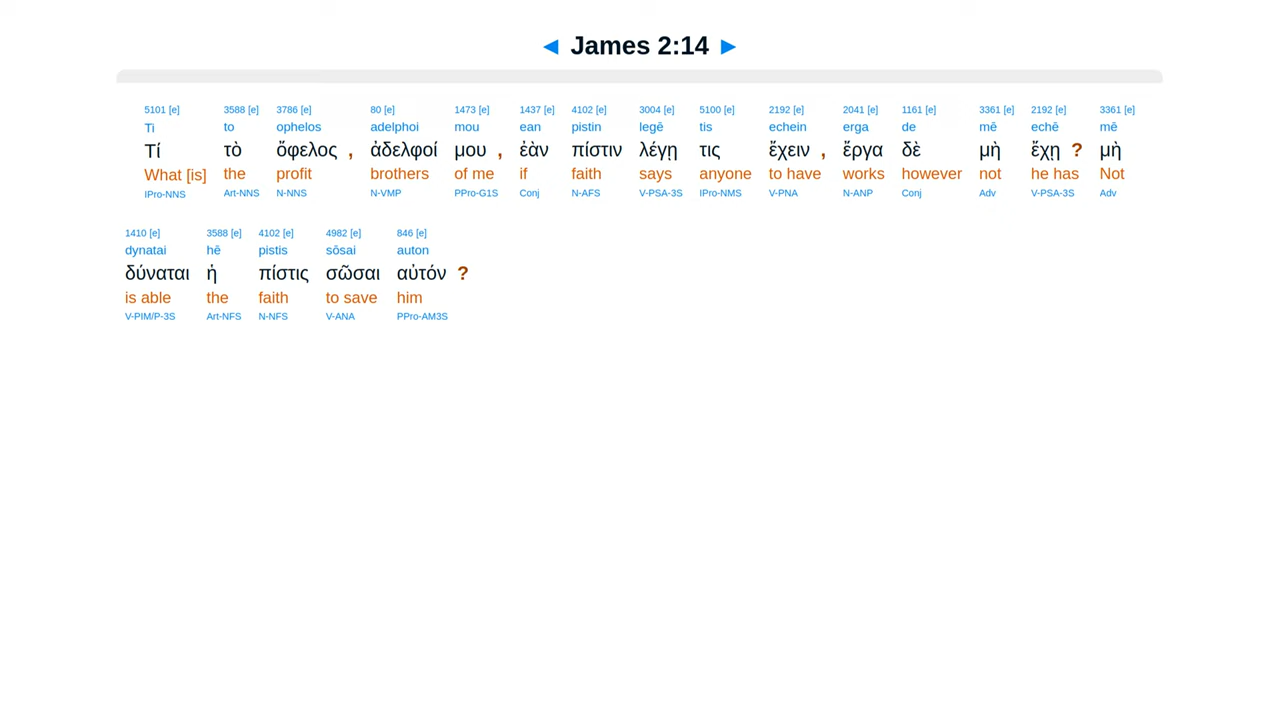 ◄ James 2:14 ►
5101 [e] 3588 [e] 3786 [e] 80 [e] 1473 [e] 1437 [e] 4102 [e] 3004 [e] 5100 [e] 2192 [e] 2041 [e] 1161 [e] 3361 [e] 2192 [e] 3361 [e]
Ti to ophelos adelphoi mou ean pistin legē tis echein erga de mē echē mē
Τί τὸ ὄφελος , ἀδελφοί μου , ἐὰν πίστιν λέγῃ τις ἔχειν , ἔργα δὲ μὴ ἔχῃ ? μὴ
What [is] the profit brothers of me if faith says anyone to have works however not he has Not
IPro-NNS Art-NNS N-NNS N-VMP PPro-G1S Conj N-AFS V-PSA-3S IPro-NMS V-PNA N-ANP Conj Adv V-PSA-3S Adv
1410 [e] 3588 [e] 4102 [e] 4982 [e] 846 [e]
dynatai hē pistis sōsai auton
δύναται ἡ πίστις σῶσαι αὐτόν ?
is able the faith to save him
V-PIM/P-3S Art-NFS N-NFS V-ANA PPro-AM3S